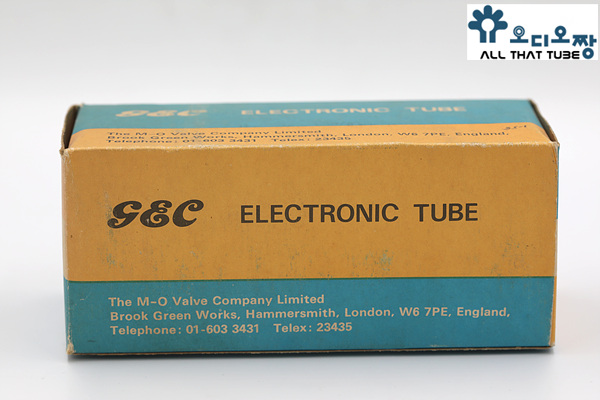 오디오짱
ALL THAT TUBE
GEC ELECTRONIC TUBE
The M-O Valve Company Limited
Brook Green Works, Hammersmith, London, W6 7PE, England,
Telephone: 01-603 3431 Telex: 23435
GEC ELECTRONIC TUBE
The M-O Valve Company Limited
Brook Green Works, Hammersmith, London, W6 7PE, England,
Telephone: 01-603 3431 Telex: 23435